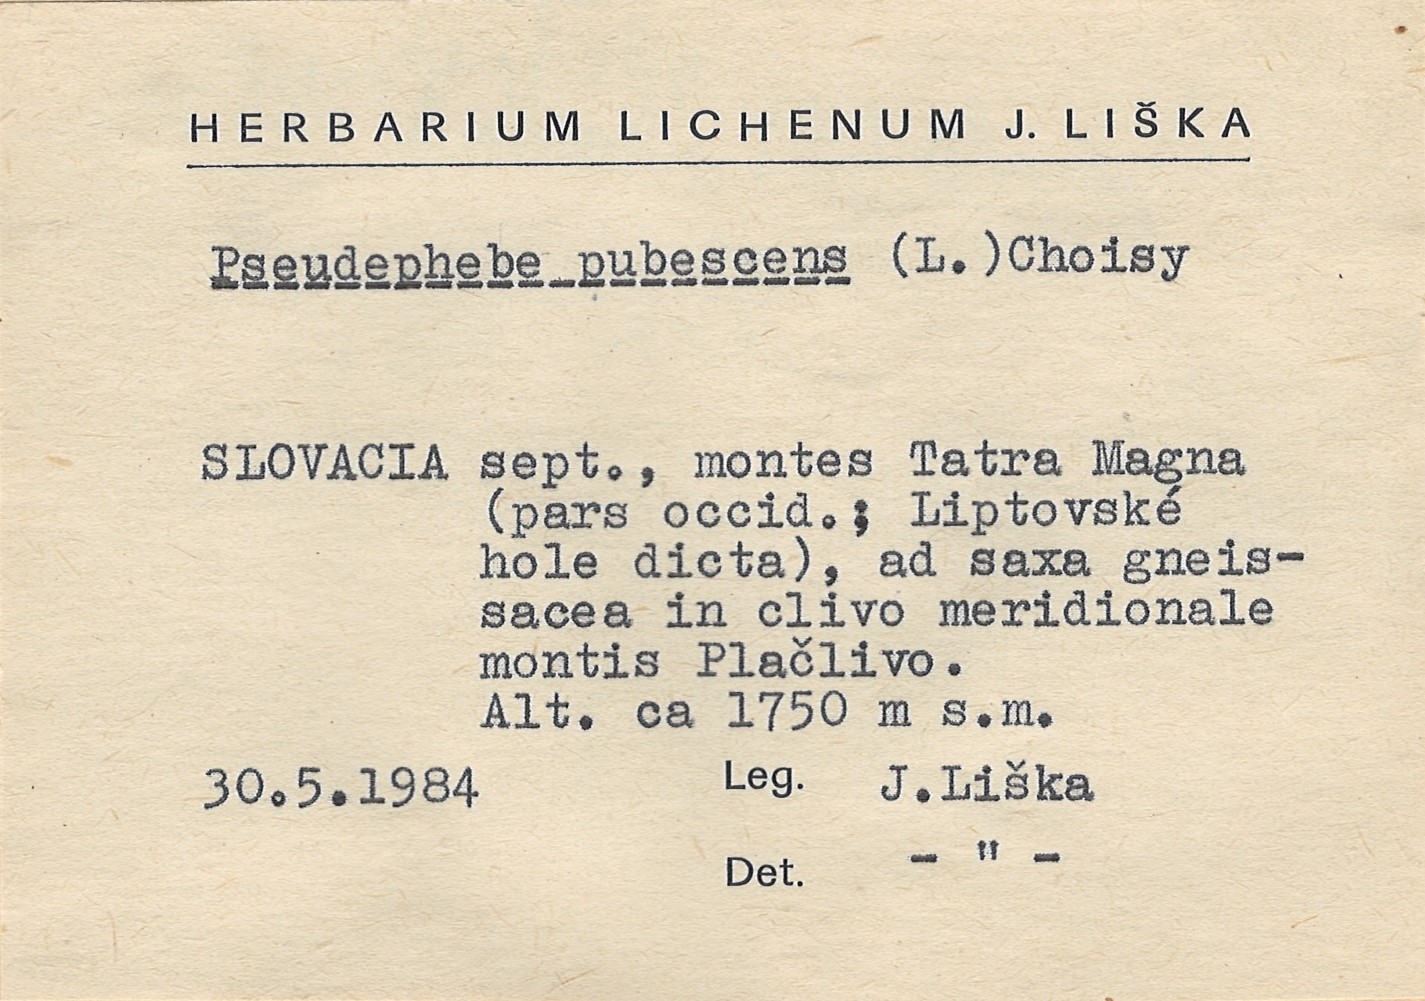 HERBARIUM LICHENUM J. LIŠKA
Pseudephebe pubescens (L.)Choisy
SLOVACIA sept., montes Tatra Magna
(pars occid.; Liptovské
hole dicta), ad saxa gneis-
sacea in clivo meridionale
montis Plačlivo.
Alt. ca 1750 m s.m.
30.5.1984 Leg. J.Liška
Det. - " -